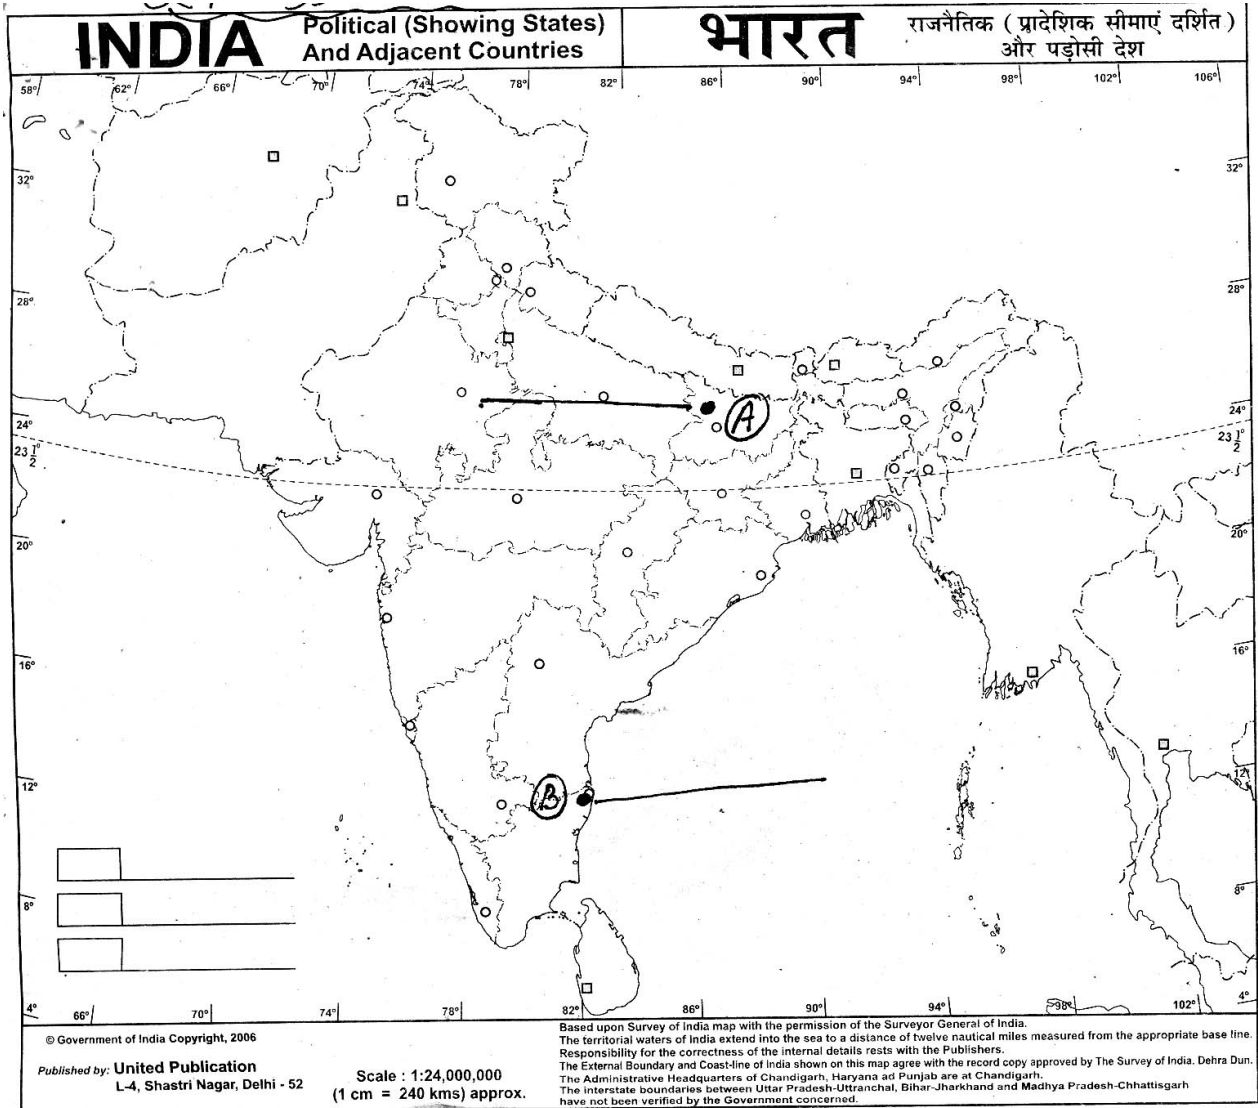 INDIA
Political (Showing States)
And Adjacent Countries
भारत
राजनैतिक ( प्रादेशिक सीमाएं दर्शित )
और पड़ोसी देश
58° 62° 66° 70° 74° 78° 82° 86° 90° 94° 98° 102° 106°
32° 32°
28° 28°
24° 24°
23 1/2° 23 1/2°
A
20° 20°
16° 16°
12° 12°
B
8° 8°
4° 4°
66° 70° 74° 78° 82° 86° 90° 94° 98° 102°
© Government of India Copyright, 2006
Published by: United Publication
L-4, Shastri Nagar, Delhi - 52
Scale : 1:24,000,000
(1 cm = 240 kms) approx.
Based upon Survey of India map with the permission of the Surveyor General of India.
The territorial waters of India extend into the sea to a distance of twelve nautical miles measured from the appropriate base line.
Responsibility for the correctness of the internal details rests with the Publishers.
The External Boundary and Coast-line of India shown on this map agree with the record copy approved by The Survey of India. Dehra Dun.
The Administrative Headquarters of Chandigarh, Haryana ad Punjab are at Chandigarh.
The interstate boundaries between Uttar Pradesh-Uttranchal, Bihar-Jharkhand and Madhya Pradesh-Chhattisgarh
have not been verified by the Government concerned.